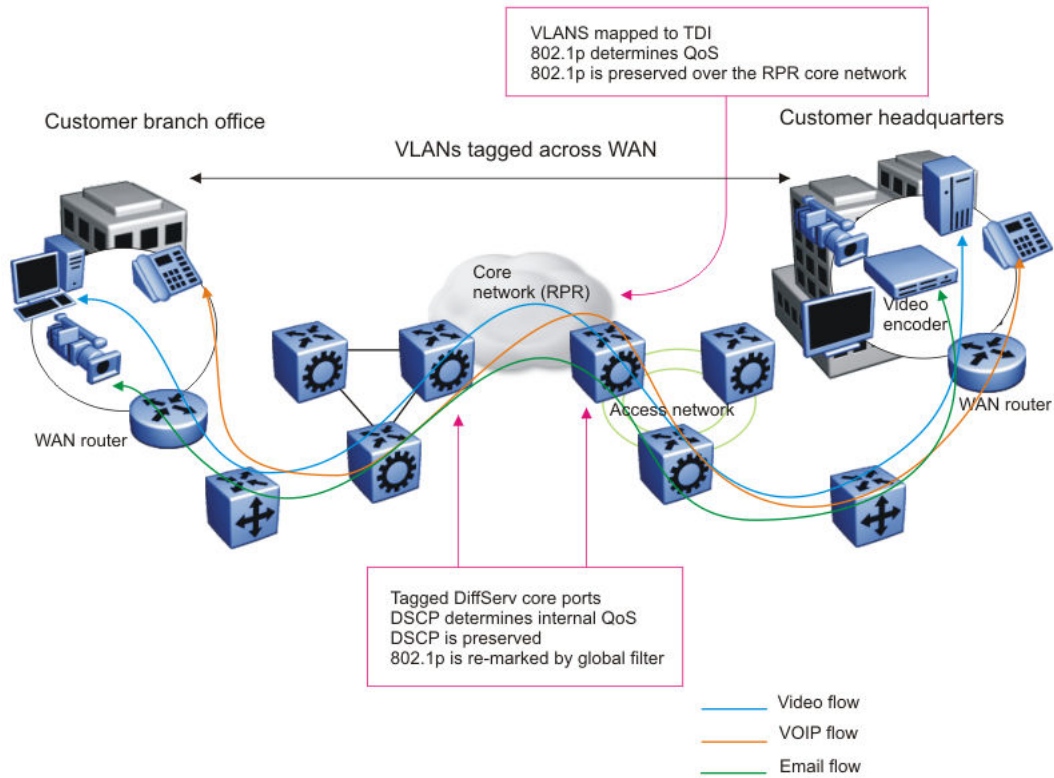 VLANS mapped to TDI
802.1p determines QoS
802.1p is preserved over the RPR core network
Customer branch office
Customer headquarters
VLANs tagged across WAN
Core
network (RPR)
Video
encoder
Access network
WAN router
WAN router
Tagged DiffServ core ports
DSCP determines internal QoS
DSCP is preserved
802.1p is re-marked by global filter
Video flow
VOIP flow
Email flow